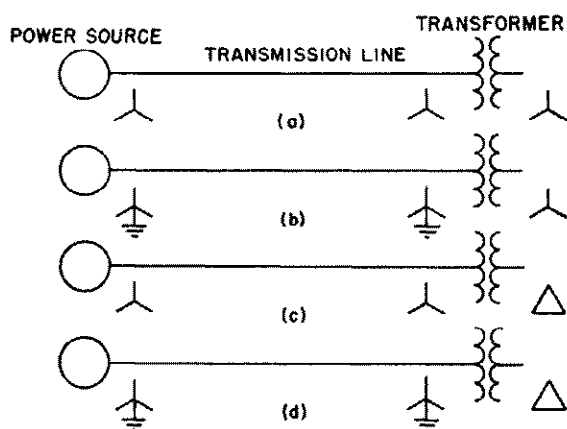 POWER SOURCE
TRANSMISSION LINE
TRANSFORMER
(a)
(b)
(c)
(d)